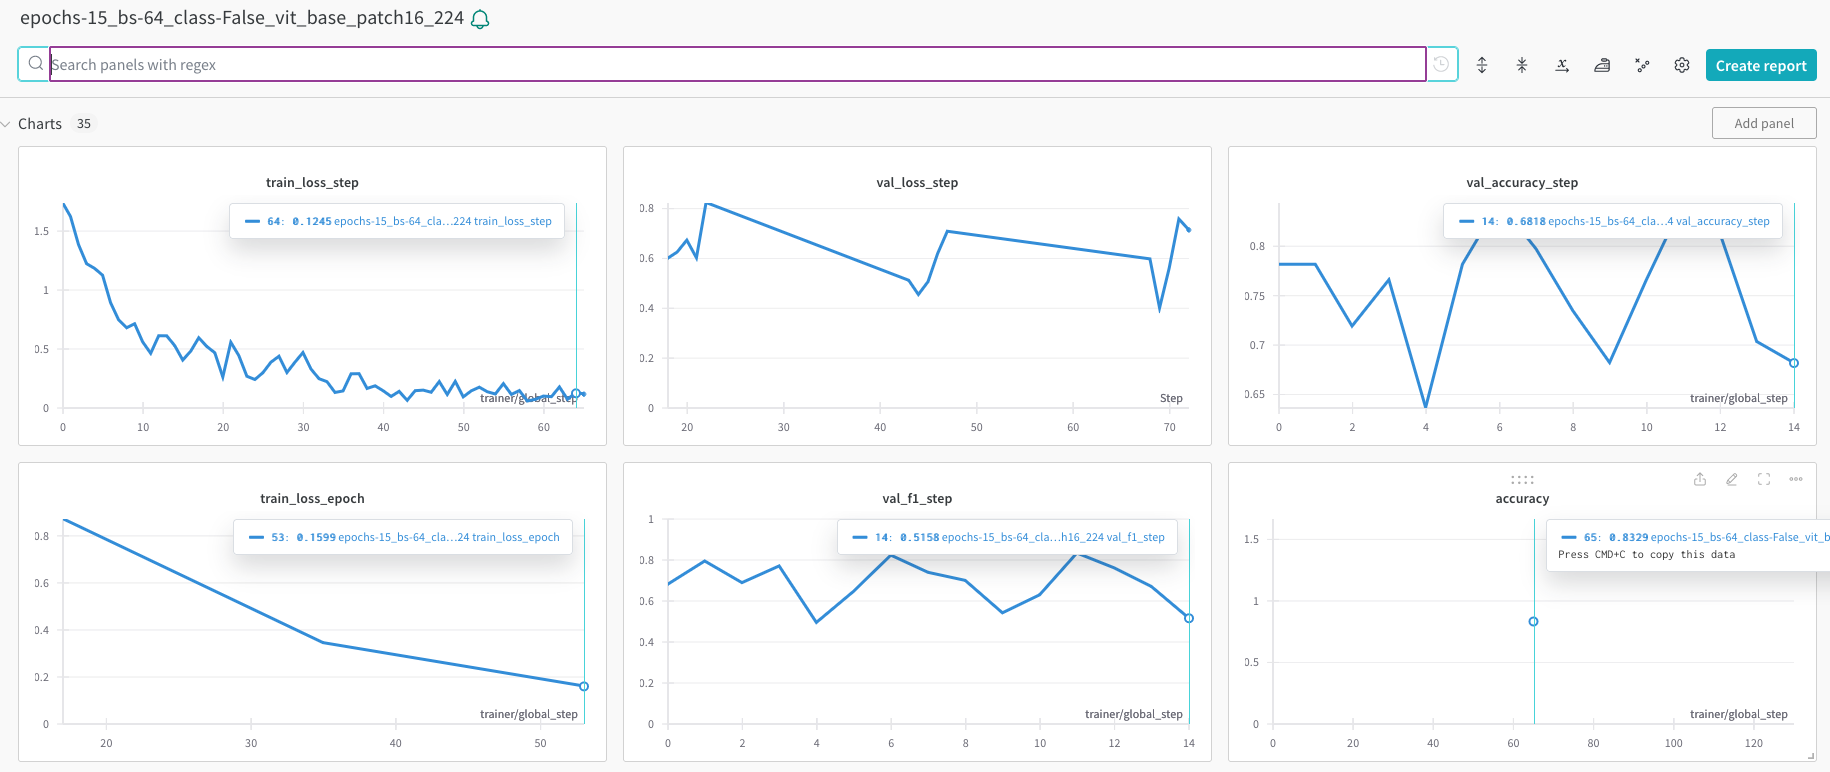 epochs-15_bs-64_class-False_vit_base_patch16_224
Search panels with regex
Create report
Charts 35
Add panel
train_loss_step
64: 0.1245 epochs-15_bs-64_cla...224 train_loss_step
1.5
1
0.5
0
trainer/global_step
0 10 20 30 40 50 60
val_loss_step
0.8
0.6
0.4
0.2
0
Step
20 30 40 50 60 70
val_accuracy_step
14: 0.6818 epochs-15_bs-64_cla...4 val_accuracy_step
0.8
0.75
0.7
0.65
trainer/global_step
0 2 4 6 8 10 12 14
train_loss_epoch
53: 0.1599 epochs-15_bs-64_cla...24 train_loss_epoch
0.8
0.6
0.4
0.2
0
trainer/global_step
20 30 40 50
val_f1_step
14: 0.5158 epochs-15_bs-64_cla...h16_224 val_f1_step
1
0.8
0.6
0.4
0.2
0
trainer/global_step
0 2 4 6 8 10 12 14
accuracy
65: 0.8329 epochs-15_bs-64_class-False_vit_b
Press CMD+C to copy this data
1.5
1
0.5
0
trainer/global_step
0 20 40 60 80 100 120